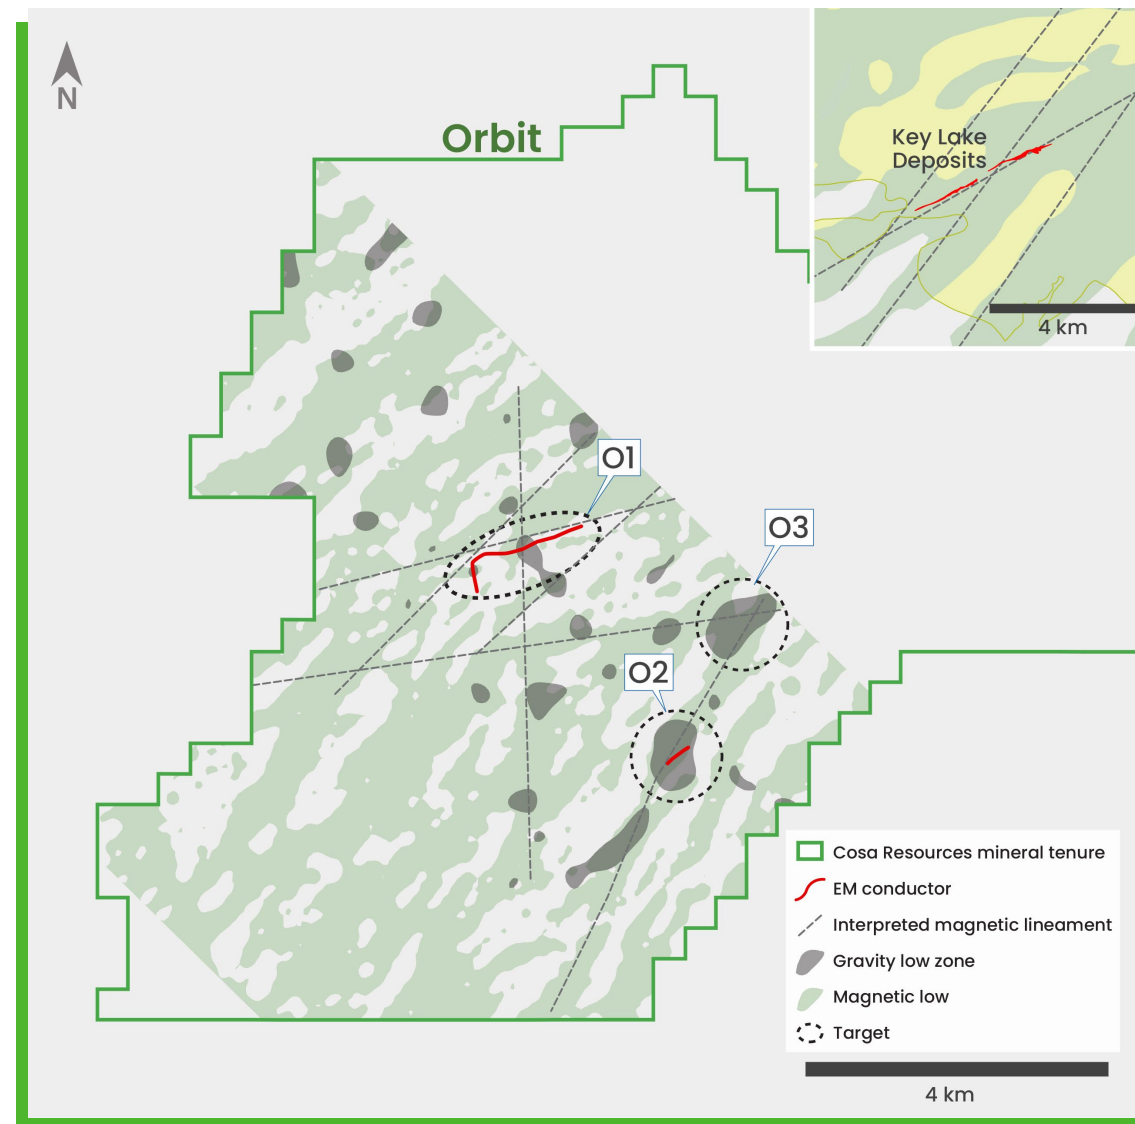 N
Orbit
Key Lake
Deposits
4 km
O1
O3
O2
Cosa Resources mineral tenure
EM conductor
Interpreted magnetic lineament
Gravity low zone
Magnetic low
Target
4 km